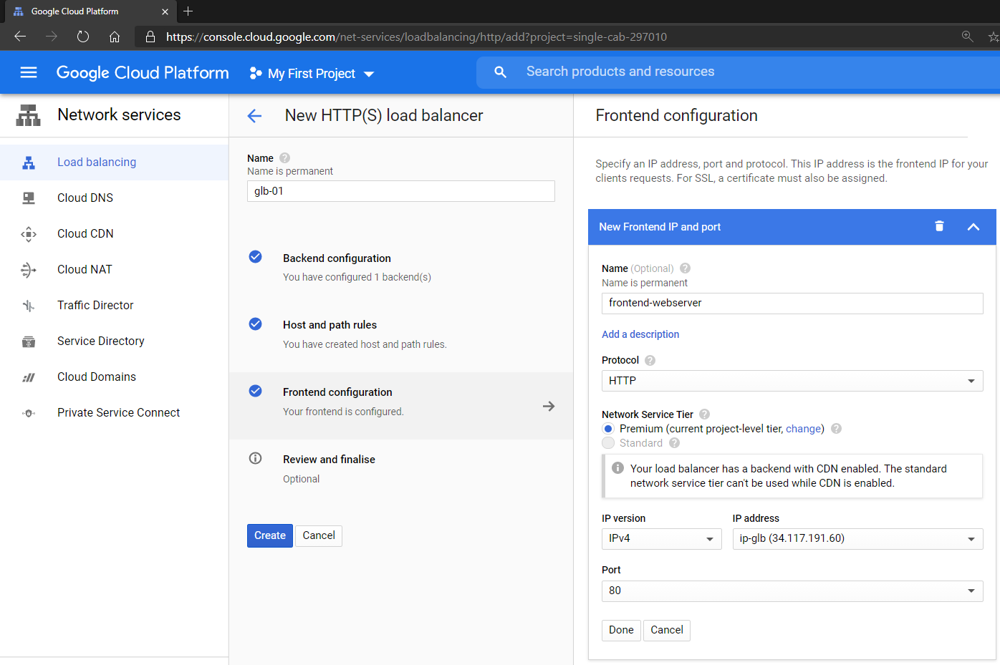 Google Cloud Platform
https://console.cloud.google.com/net-services/loadbalancing/http/add?project=single-cab-297010
Google Cloud Platform
My First Project
Search products and resources
Network services
Load balancing
Cloud DNS
Cloud CDN
Cloud NAT
Traffic Director
Service Directory
Cloud Domains
Private Service Connect
New HTTP(S) load balancer
Name
Name is permanent
glb-01
Backend configuration
You have configured 1 backend(s)
Host and path rules
You have created host and path rules.
Frontend configuration
Your frontend is configured.
Review and finalise
Optional
Create Cancel
Frontend configuration
Specify an IP address, port and protocol. This IP address is the frontend IP for your
clients requests. For SSL, a certificate must also be assigned.
New Frontend IP and port
Name (Optional)
Name is permanent
frontend-webserver
Add a description
Protocol
HTTP
Network Service Tier
Premium (current project-level tier, change)
Standard
Your load balancer has a backend with CDN enabled. The standard
network service tier can't be used while CDN is enabled.
IP version IP address
IPv4 ip-glb (34.117.191.60)
Port
80
Done Cancel